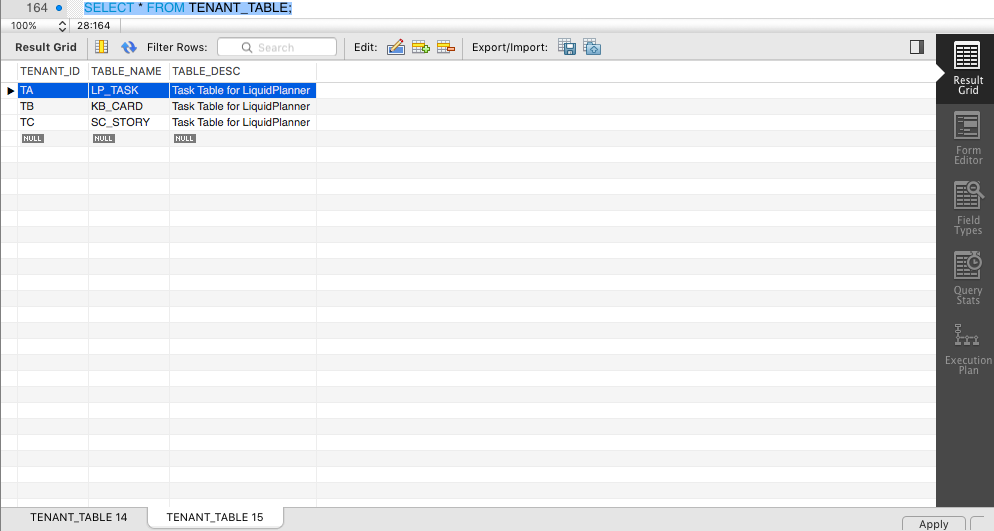 164 SELECT * FROM TENANT_TABLE;
100% 28:164
Result Grid Filter Rows: Search Edit: Export/Import:
TENANT_ID TABLE_NAME TABLE_DESC
TA LP_TASK Task Table for LiquidPlanner
TB KB_CARD Task Table for LiquidPlanner
TC SC_STORY Task Table for LiquidPlanner
NULL NULL NULL
Result
Grid
Form
Editor
Field
Types
Query
Stats
Execution
Plan
TENANT_TABLE 14 TENANT_TABLE 15
Apply